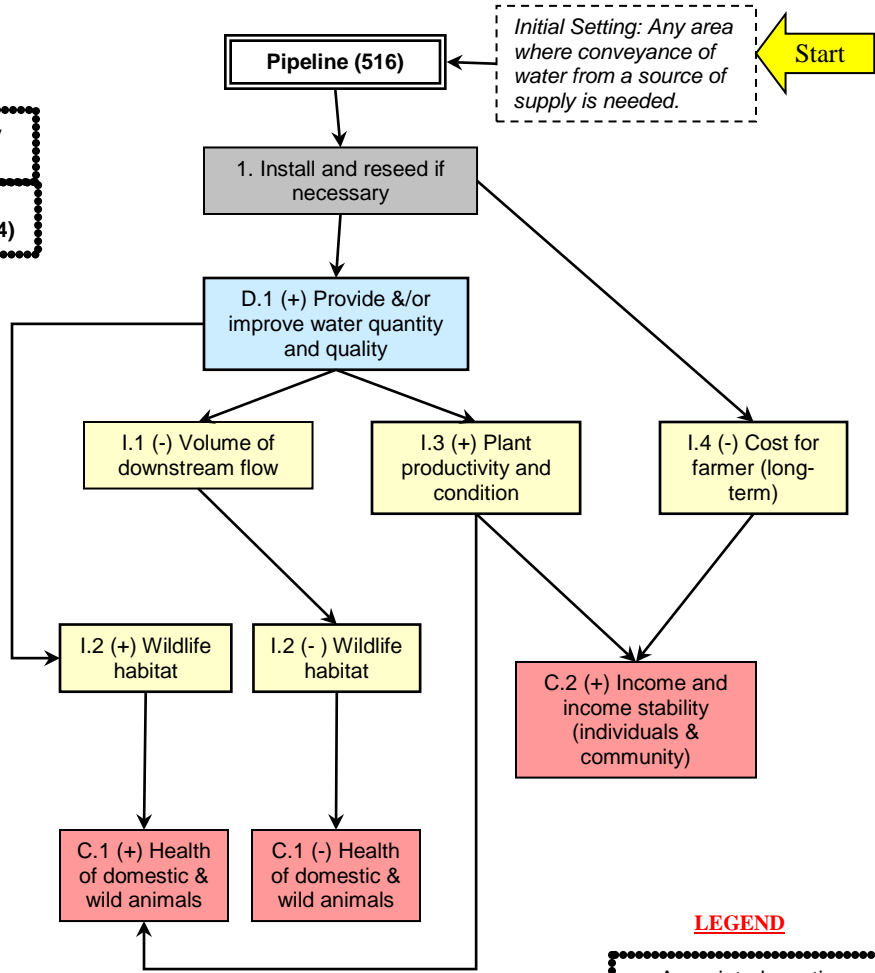 Initial Setting: Any area
where conveyance of
water from a source of
supply is needed.
Start
Pipeline (516)
4)
1. Install and reseed if
necessary
D.1 (+) Provide &/or
improve water quantity
and quality
I.1 (-) Volume of
downstream flow
I.3 (+) Plant
productivity and
condition
I.4 (-) Cost for
farmer (long-
term)
I.2 (+) Wildlife
habitat
I.2 (- ) Wildlife
habitat
C.2 (+) Income and
income stability
(individuals &
community)
C.1 (+) Health
of domestic &
wild animals
C.1 (-) Health
of domestic &
wild animals
LEGEND